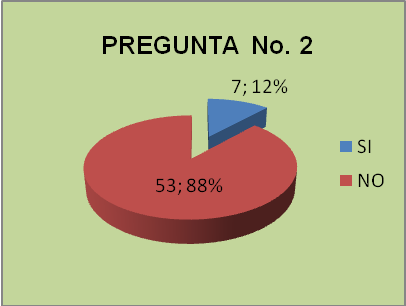 PREGUNTA No. 2
7; 12%
SI
NO
53; 88%